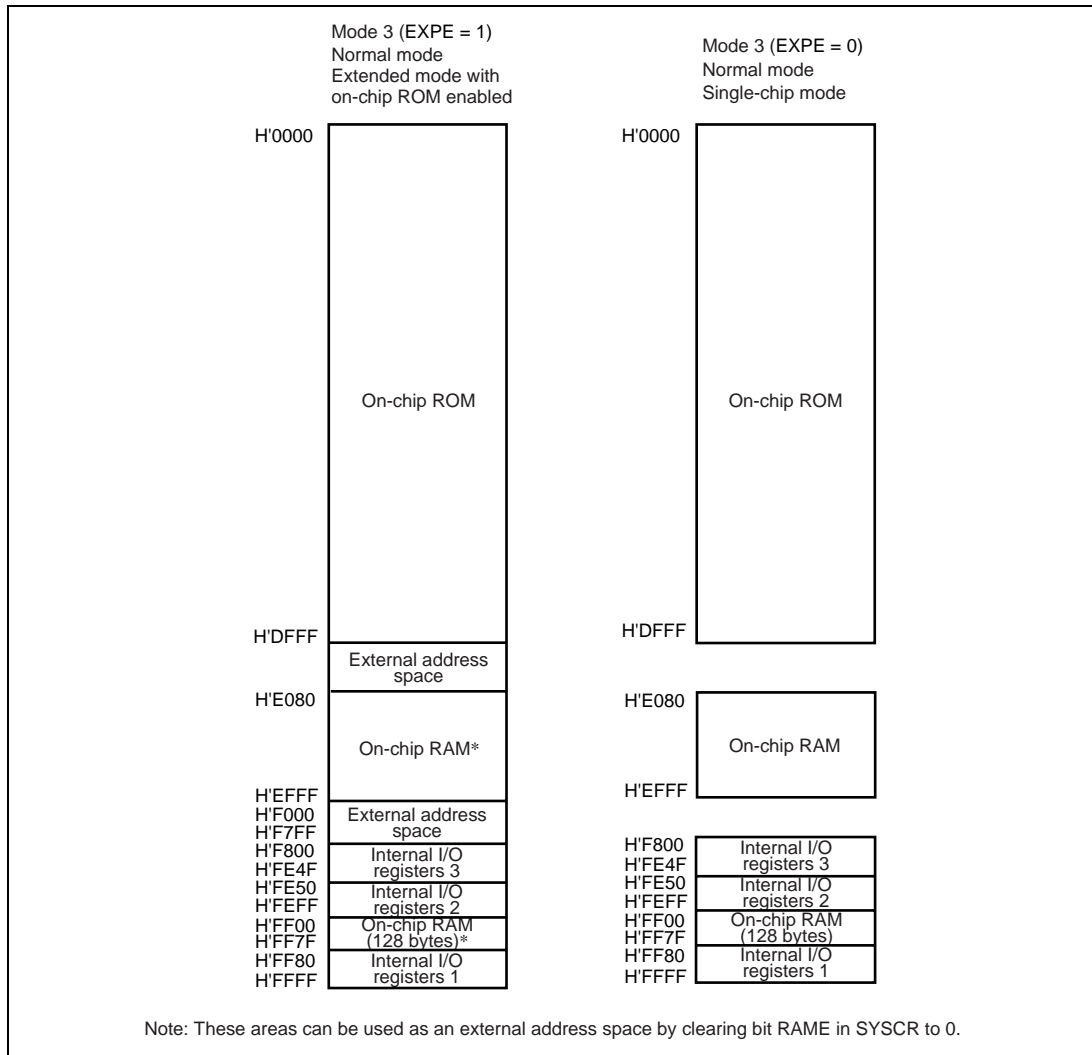 Mode 3 (EXPE = 1)
Normal mode
Extended mode with
on-chip ROM enabled
H'0000
On-chip ROM
H'DFFF
External address
space
H'E080
On-chip RAM*
H'EFFF
H'F000
External address
space
H'F7FF
H'F800
Internal I/O
registers 3
H'FE4F
H'FE50
Internal I/O
registers 2
H'FEFF
H'FF00
On-chip RAM
(128 bytes)*
H'FF7F
H'FF80
Internal I/O
registers 1
H'FFFF
Mode 3 (EXPE = 0)
Normal mode
Single-chip mode
H'0000
On-chip ROM
H'DFFF
H'E080
On-chip RAM
H'EFFF
H'F800
Internal I/O
registers 3
H'FE4F
H'FE50
Internal I/O
registers 2
H'FEFF
H'FF00
On-chip RAM
(128 bytes)
H'FF7F
H'FF80
Internal I/O
registers 1
H'FFFF
Note: These areas can be used as an external address space by clearing bit RAME in SYSCR to 0.